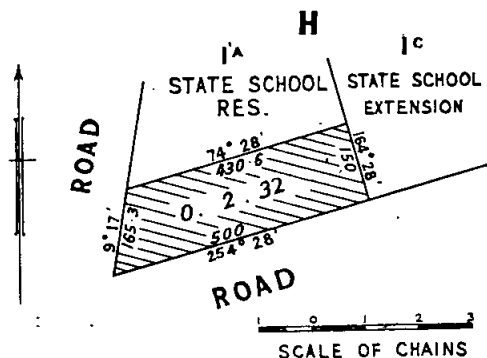 H
1A
STATE SCHOOL
RES.
1C
STATE SCHOOL
EXTENSION
ROAD
74° 28'
430.6
164° 28'
150
0. 2. 32
9° 17'
165.3
500
254° 28'
ROAD
1 0 1 2 3
SCALE OF CHAINS